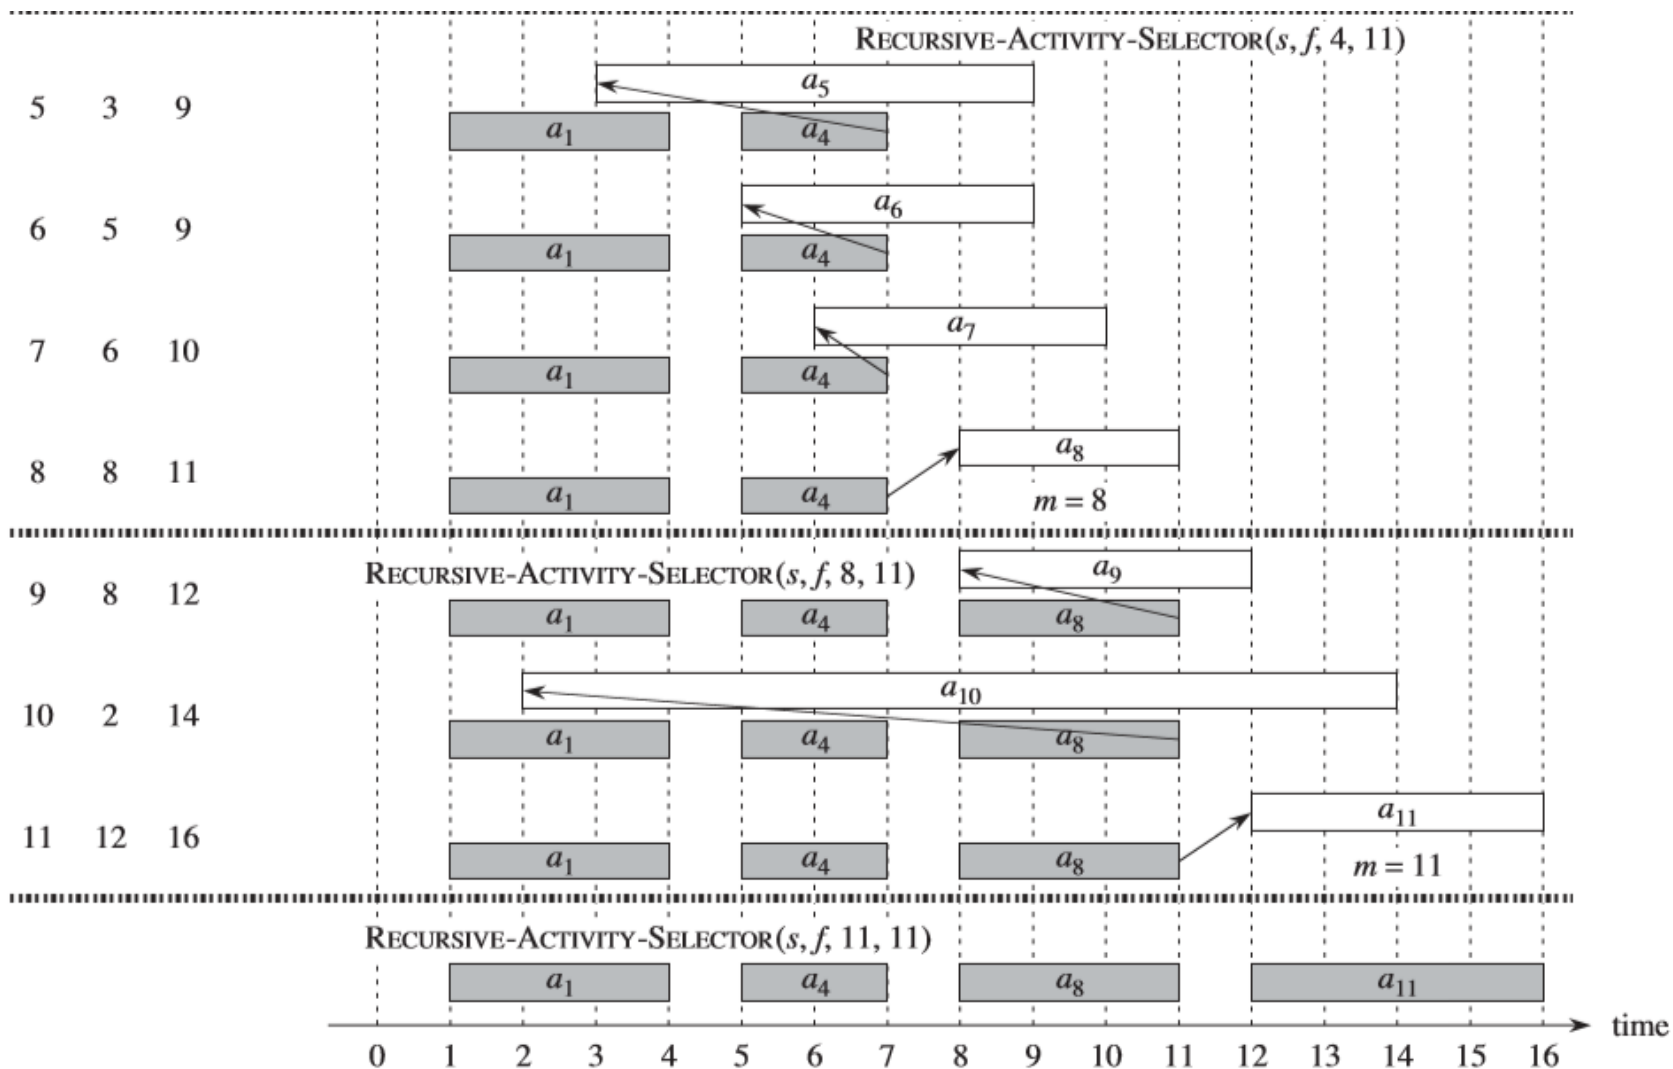 RECURSIVE-ACTIVITY-SELECTOR(s, f, 4, 11)
a5
5 3 9
a1 a4
a6
6 5 9
a1 a4
a7
7 6 10
a1 a4
a8
8 8 11
a1 a4 m = 8
a9
RECURSIVE-ACTIVITY-SELECTOR(s, f, 8, 11)
9 8 12
a1 a4 a8
a10
10 2 14
a1 a4 a8
a11
11 12 16
a1 a4 a8 m = 11
RECURSIVE-ACTIVITY-SELECTOR(s, f, 11, 11)
a1 a4 a8 a11
time
0 1 2 3 4 5 6 7 8 9 10 11 12 13 14 15 16